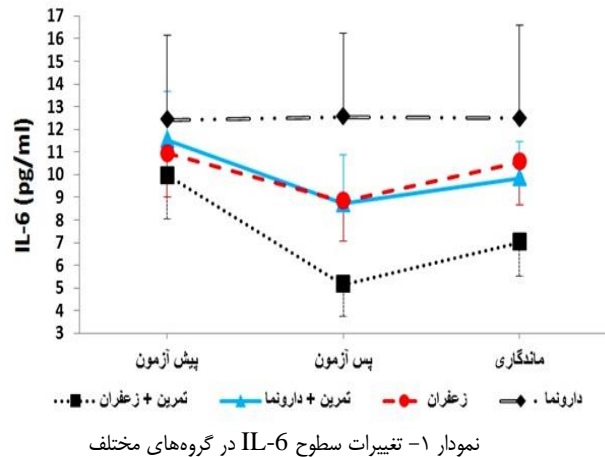 17
16
15
14
13
12
11
10
9
8
7
6
5
4
3
IL-6 (pg/ml)
پیش آزمون
پس آزمون
ماندگاری
تمرین + زعفران
تمرین + دارونما
زعفران
دارونما
نمودار ۱- تغییرات سطوح IL-6 در گروه‌های مختلف